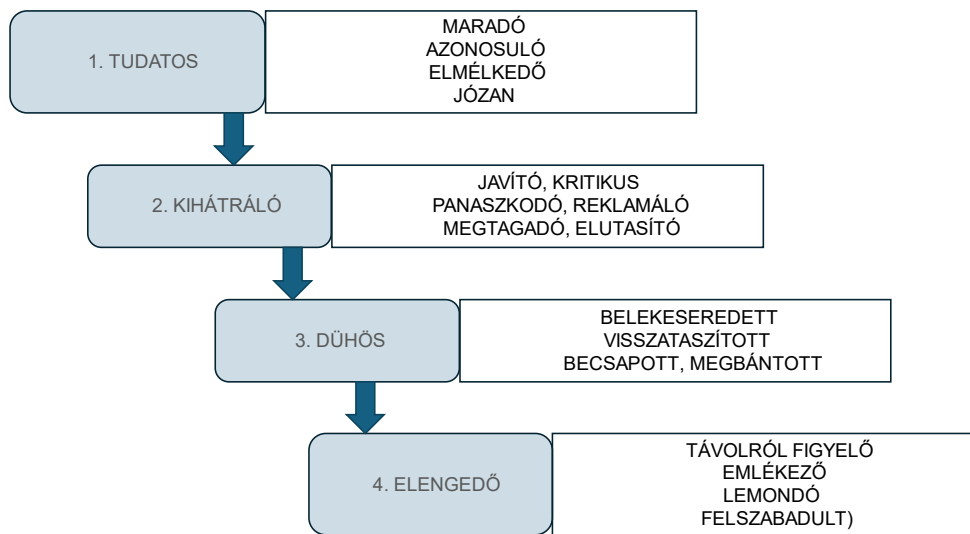 1. TUDATOS
MARADÓ
AZONOSULÓ
ELMÉLKEDŐ
JÓZAN
2. KIHÁTRÁLÓ
JAVÍTÓ, KRITIKUS
PANASZKODÓ, REKLAMÁLÓ
MEGTAGADÓ, ELUTASÍTÓ
3. DÜHÖS
BELEKESEREDETT
VISSZATASZÍTOTT
BECSAPOTT, MEGBÁNTOTT
4. ELENGEDŐ
TÁVOLRÓL FIGYELŐ
EMLÉKEZŐ
LEMONDÓ
FELSZABADULT)